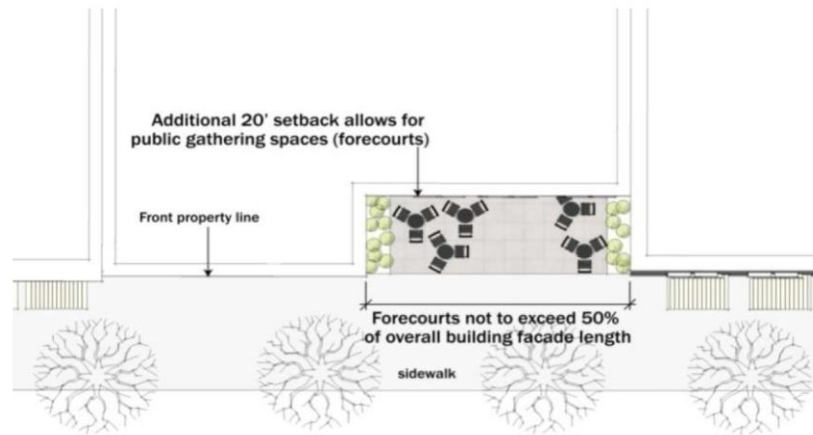 Additional 20' setback allows for
public gathering spaces (forecourts)
Front property line
Forecourts not to exceed 50%
of overall building facade length
sidewalk